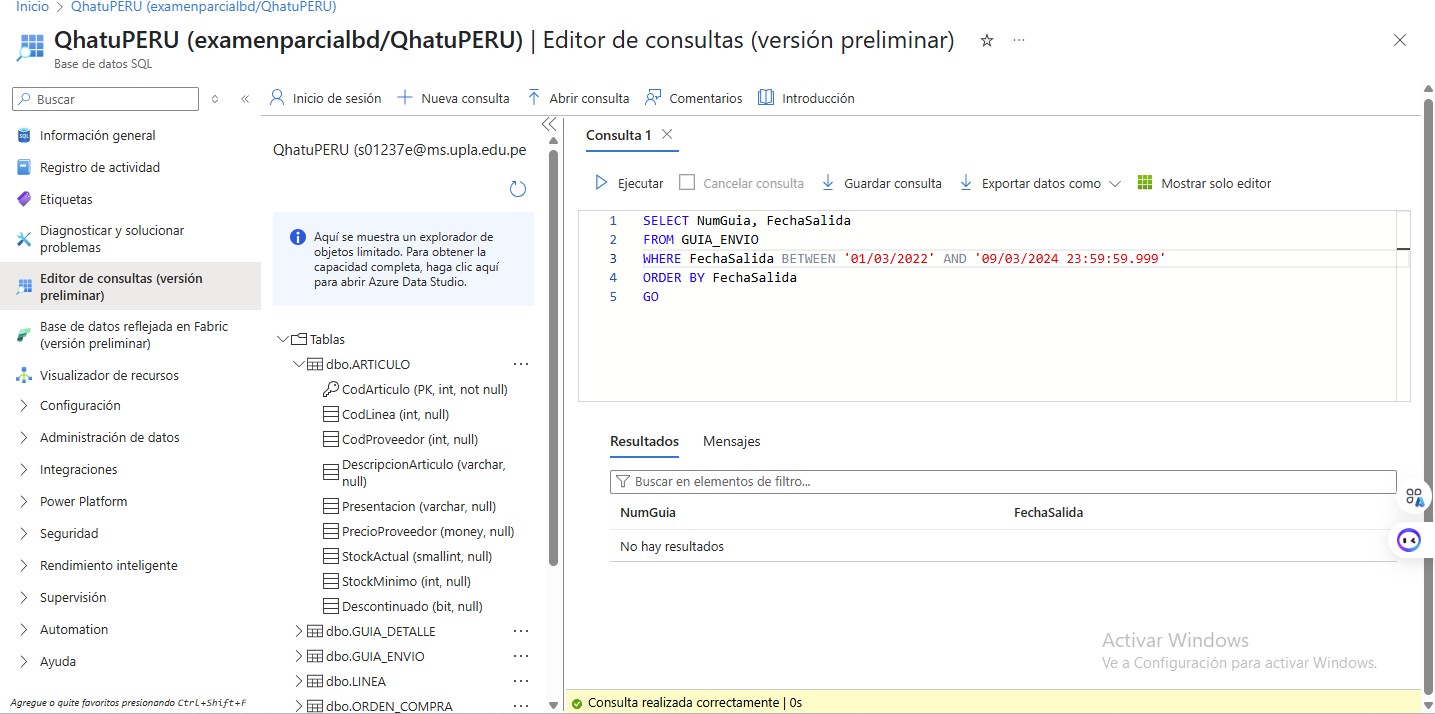 Inicio > QhatuPERU (examenparcialbd/QhatuPERU)
QhatuPERU (examenparcialbd/QhatuPERU) | Editor de consultas (versión preliminar)
Base de datos SQL
Buscar
Información general
Registro de actividad
Etiquetas
Diagnosticar y solucionar
problemas
Editor de consultas (versión
preliminar)
Base de datos reflejada en Fabric
(versión preliminar)
Visualizador de recursos
Configuración
Administración de datos
Integraciones
Power Platform
Seguridad
Rendimiento inteligente
Supervisión
Automation
Ayuda
Agregue o quite favoritos presionando Ctrl+Shift+F
Inicio de sesión
Nueva consulta
Abrir consulta
Comentarios
Introducción
QhatuPERU (s01237e@ms.upla.edu.pe
Aquí se muestra un explorador de
objetos limitado. Para obtener la
capacidad completa, haga clic aquí
para abrir Azure Data Studio.
Tablas
dbo.ARTICULO
CodArticulo (PK, int, not null)
CodLinea (int, null)
CodProveedor (int, null)
DescripcionArticulo (varchar,
null)
Presentacion (varchar, null)
PrecioProveedor (money, null)
StockActual (smallint, null)
StockMinimo (int, null)
Descontinuado (bit, null)
dbo.GUIA_DETALLE
dbo.GUIA_ENVIO
dbo.LINEA
dbo.ORDEN_COMPRA
Consulta 1
Ejecutar
Cancelar consulta
Guardar consulta
Exportar datos como
Mostrar solo editor
1 SELECT NumGuia, FechaSalida
2 FROM GUIA_ENVIO
3 WHERE FechaSalida BETWEEN '01/03/2022' AND '09/03/2024 23:59:59.999'
4 ORDER BY FechaSalida
5 GO
Resultados
Mensajes
Buscar en elementos de filtro...
NumGuia FechaSalida
No hay resultados
Activar Windows
Ve a Configuración para activar Windows.
Consulta realizada correctamente | 0s